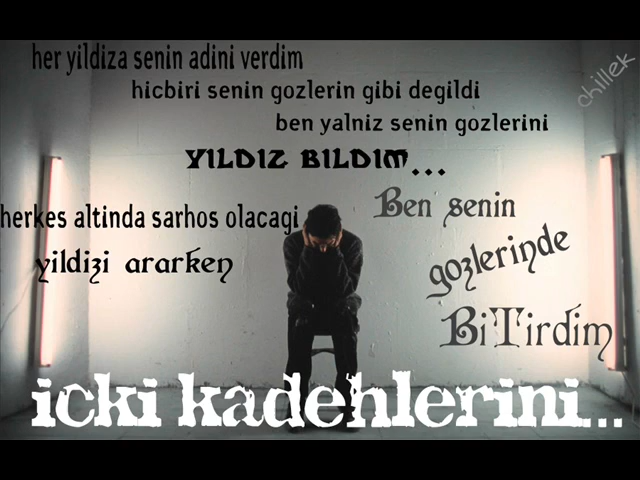 her yildiza senin adini verdim
hicbiri senin gozlerin gibi degildi
ben yalniz senin gozlerini
YILDIZ BILDIM...
herkes altinda sarhos olacagi
yildizi ararken
Ben senin
gozlerinde
BiTirdim
icki kadehlerini...
chillek